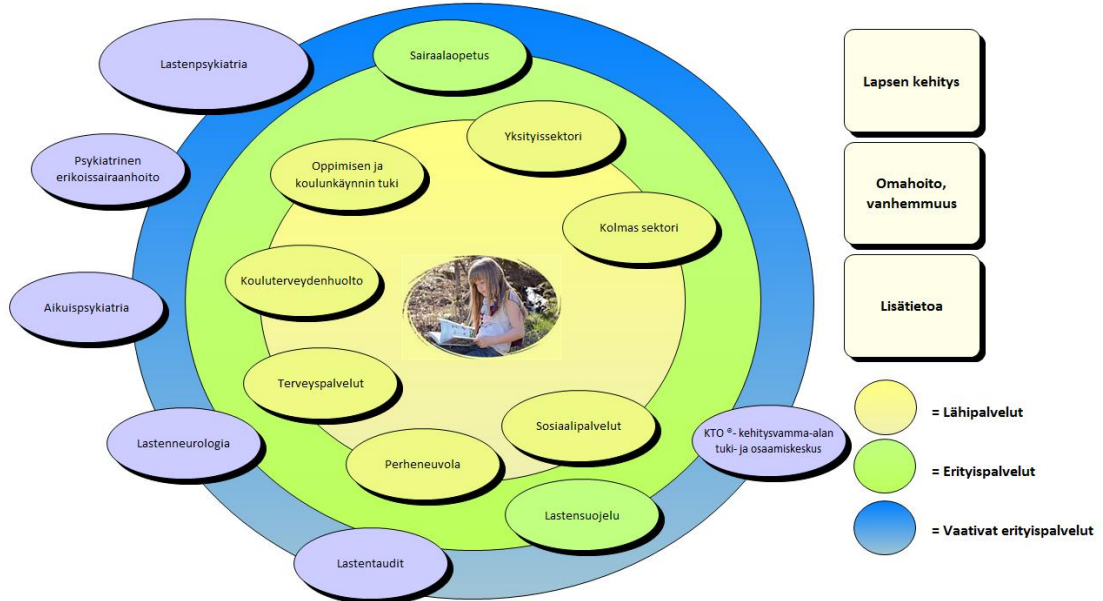 Lastenpsykiatria
Sairaalaopetus
Yksityissektori
Psykiatrinen
erikoissairaanhoito
Oppimisen ja
koulunkäynnin tuki
Kolmas sektori
Kouluterveydenhuolto
Aikuispsykiatria
Terveyspalvelut
Sosiaalipalvelut
Lastenneurologia
Perheneuvola
KTO ®- kehitysvamma-alan
tuki- ja osaamiskeskus
Lastensuojelu
Lastentaudit
Lapsen kehitys
Omahoito,
vanhemmuus
Lisätietoa
= Lähipalvelut
= Erityispalvelut
= Vaativat erityispalvelut